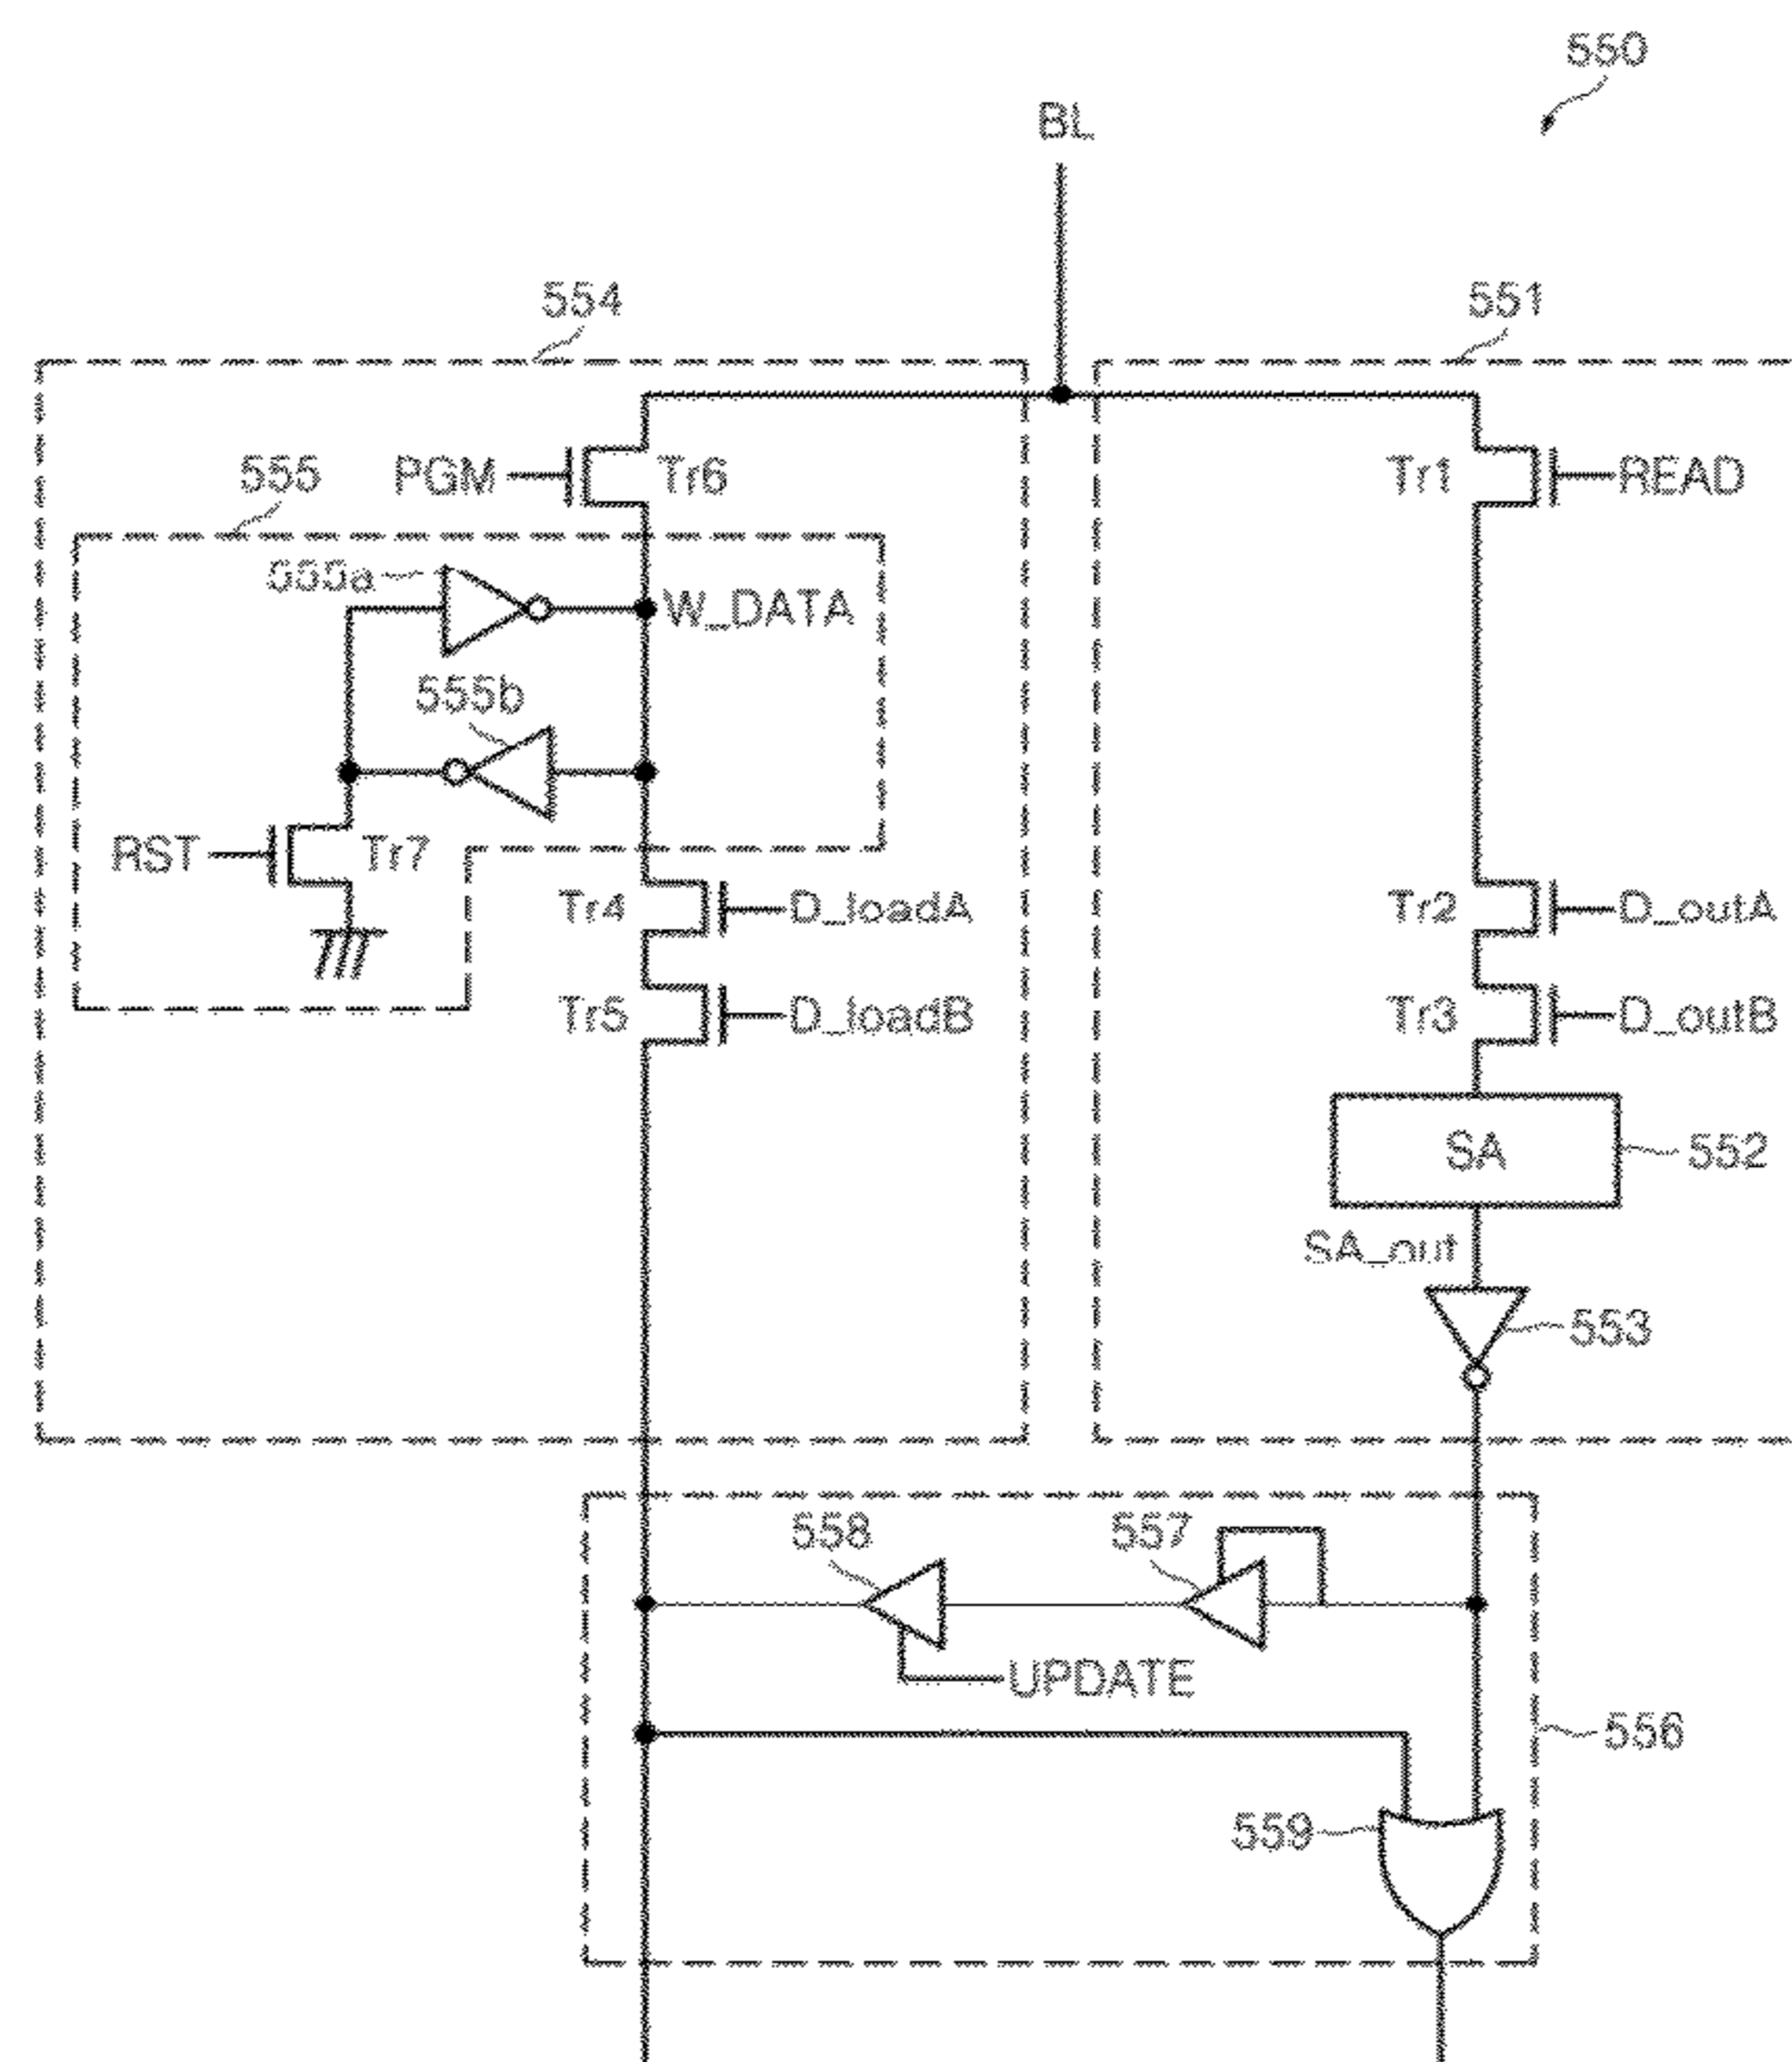 550
BL
554
551
555
PGM
Tr6
Tr1
READ
555a
W_DATA
555b
RST
Tr7
Tr4
D_loadA
Tr2
D_outA
Tr5
D_loadB
Tr3
D_outB
SA
552
SA_out
553
558
557
UPDATE
556
559